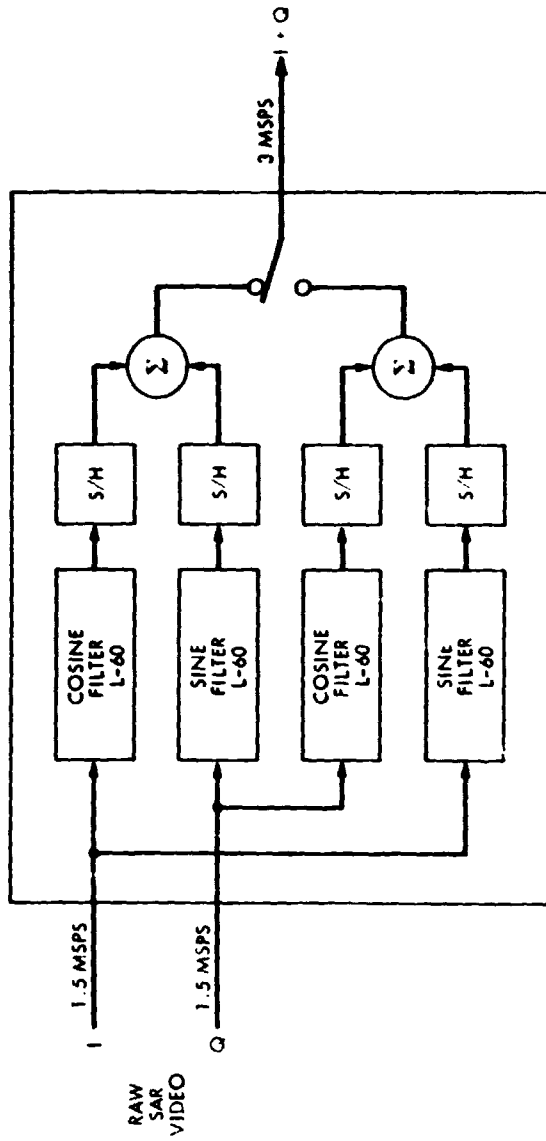 RAW
SAR
VIDEO
I
1.5 MSPS
Q
1.5 MSPS
COSINE
FILTER
L-60
S/H
SINE
FILTER
L-60
S/H
COSINE
FILTER
L-60
S/H
SINE
FILTER
L-60
S/H
Σ
Σ
3 MSPS
I + Q